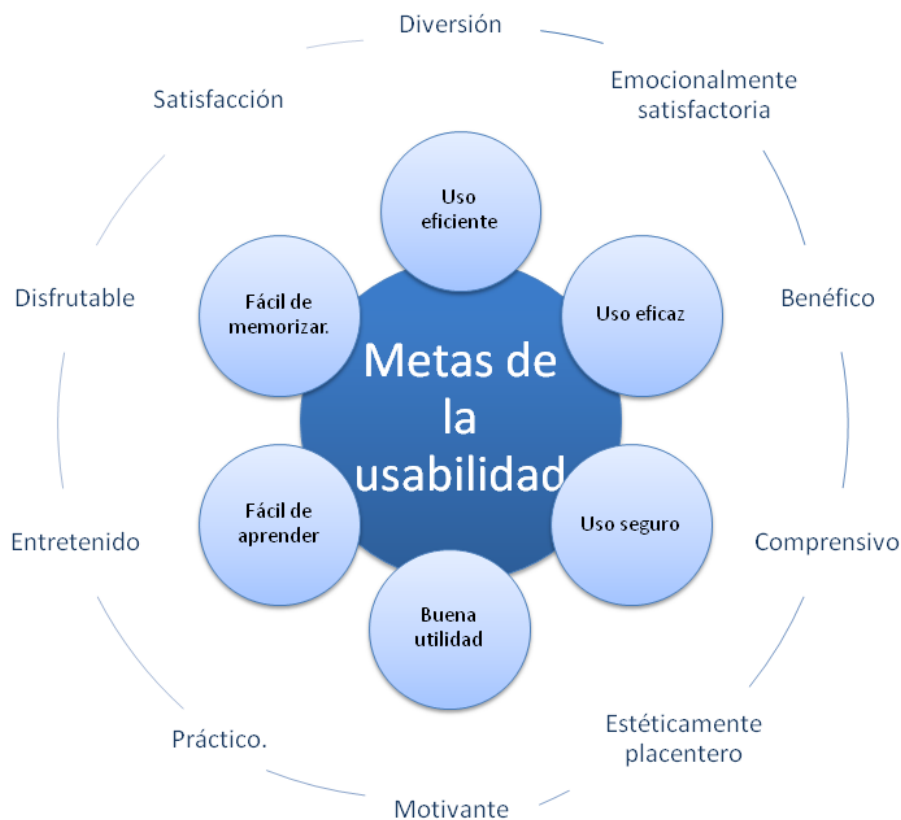 Diversión
Emocionalmente
satisfactoria
Benéfico
Comprensivo
Estéticamente
placentero
Motivante
Práctico.
Entretenido
Disfrutable
Satisfacción
Uso
eficiente
Uso eficaz
Uso seguro
Buena
utilidad
Fácil de
aprender
Fácil de
memorizar.
Metas de
la
usabilidad